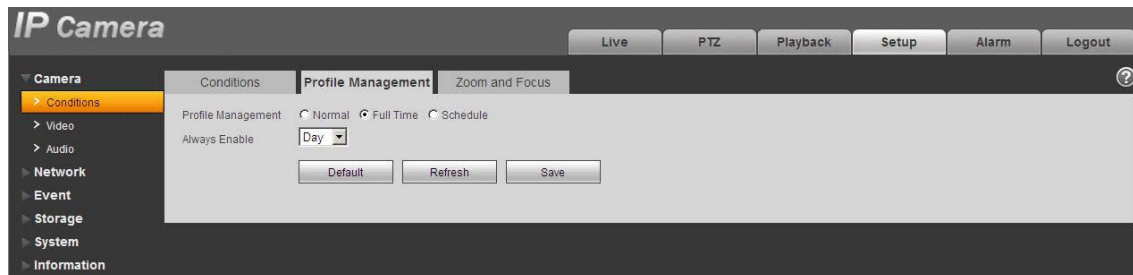 IP Camera
Live PTZ Playback Setup Alarm Logout
Camera
Conditions
Video
Audio
Network
Event
Storage
System
Information
Conditions Profile Management Zoom and Focus ?
Profile Management Normal Full Time Schedule
Always Enable Day
Default Refresh Save